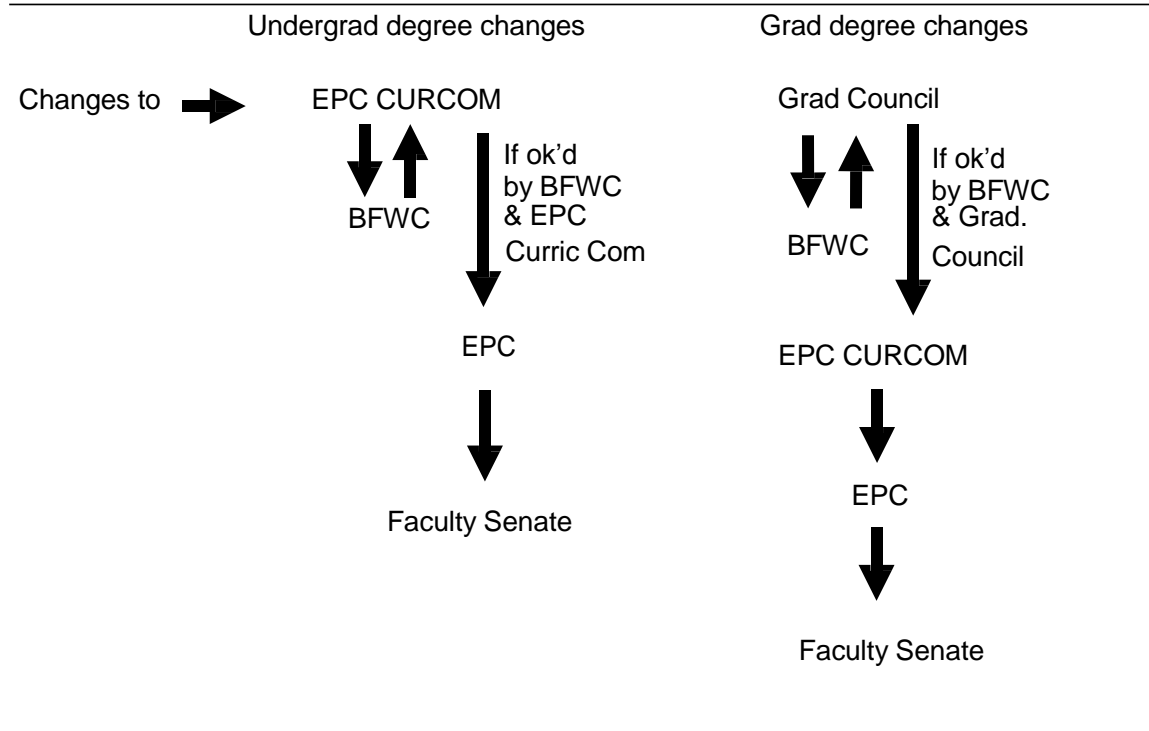 Undergrad degree changes
Grad degree changes
Changes to
EPC CURCOM
Grad Council
If ok’d
by BFWC
& EPC
Curric Com
BFWC
If ok’d
by BFWC
& Grad.
Council
BFWC
EPC
EPC CURCOM
EPC
Faculty Senate
Faculty Senate